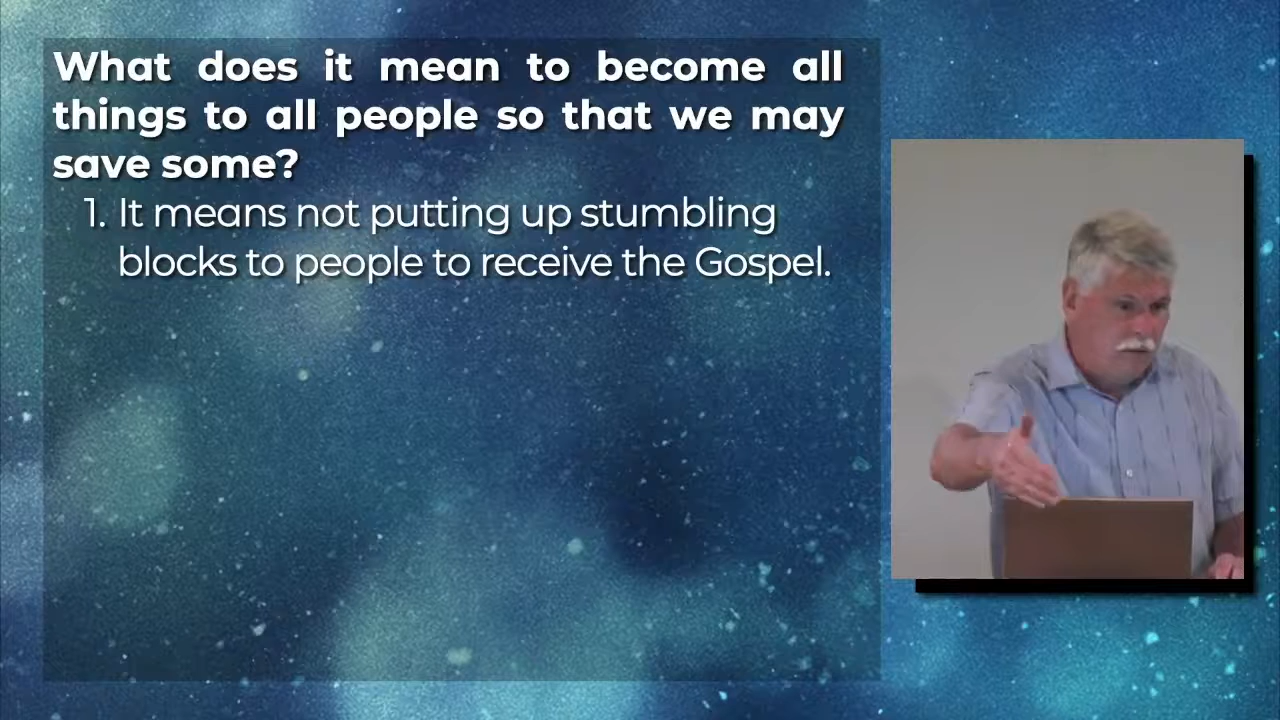 What does it mean to become all
things to all people so that we may
save some?
1. It means not putting up stumbling
blocks to people to receive the Gospel.